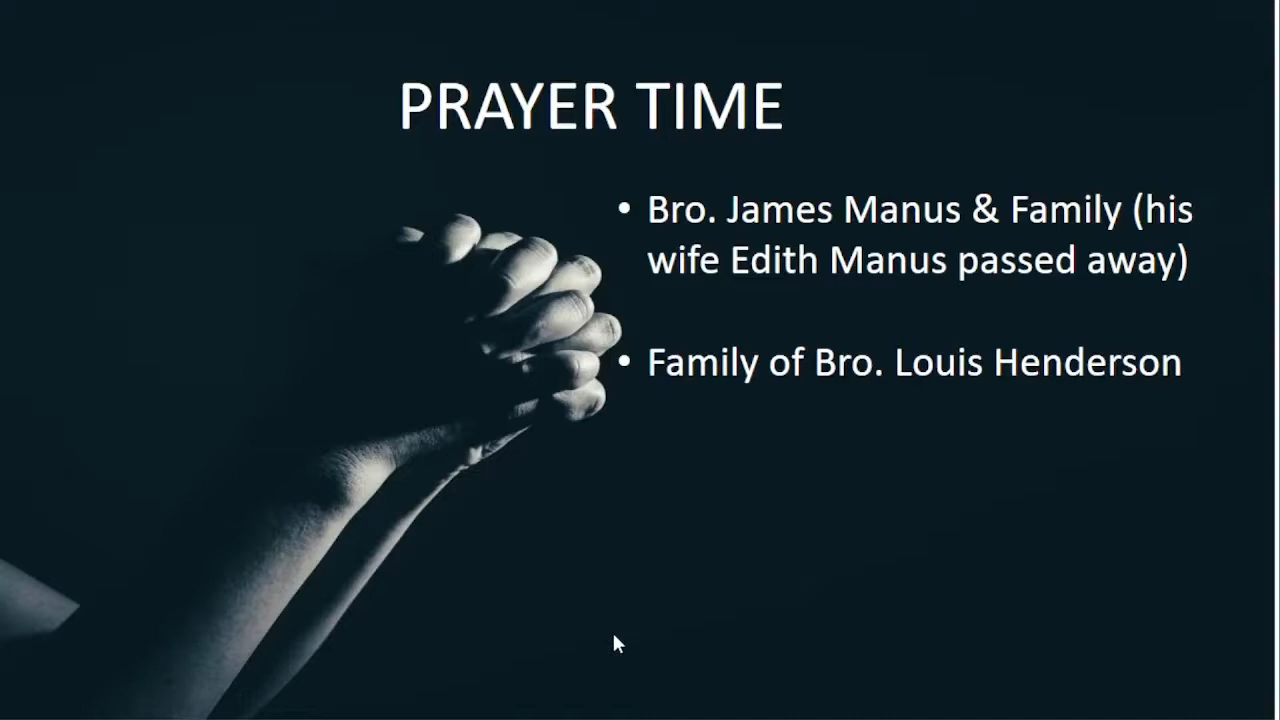 PRAYER TIME
• Bro. James Manus & Family (his
wife Edith Manus passed away)
• Family of Bro. Louis Henderson